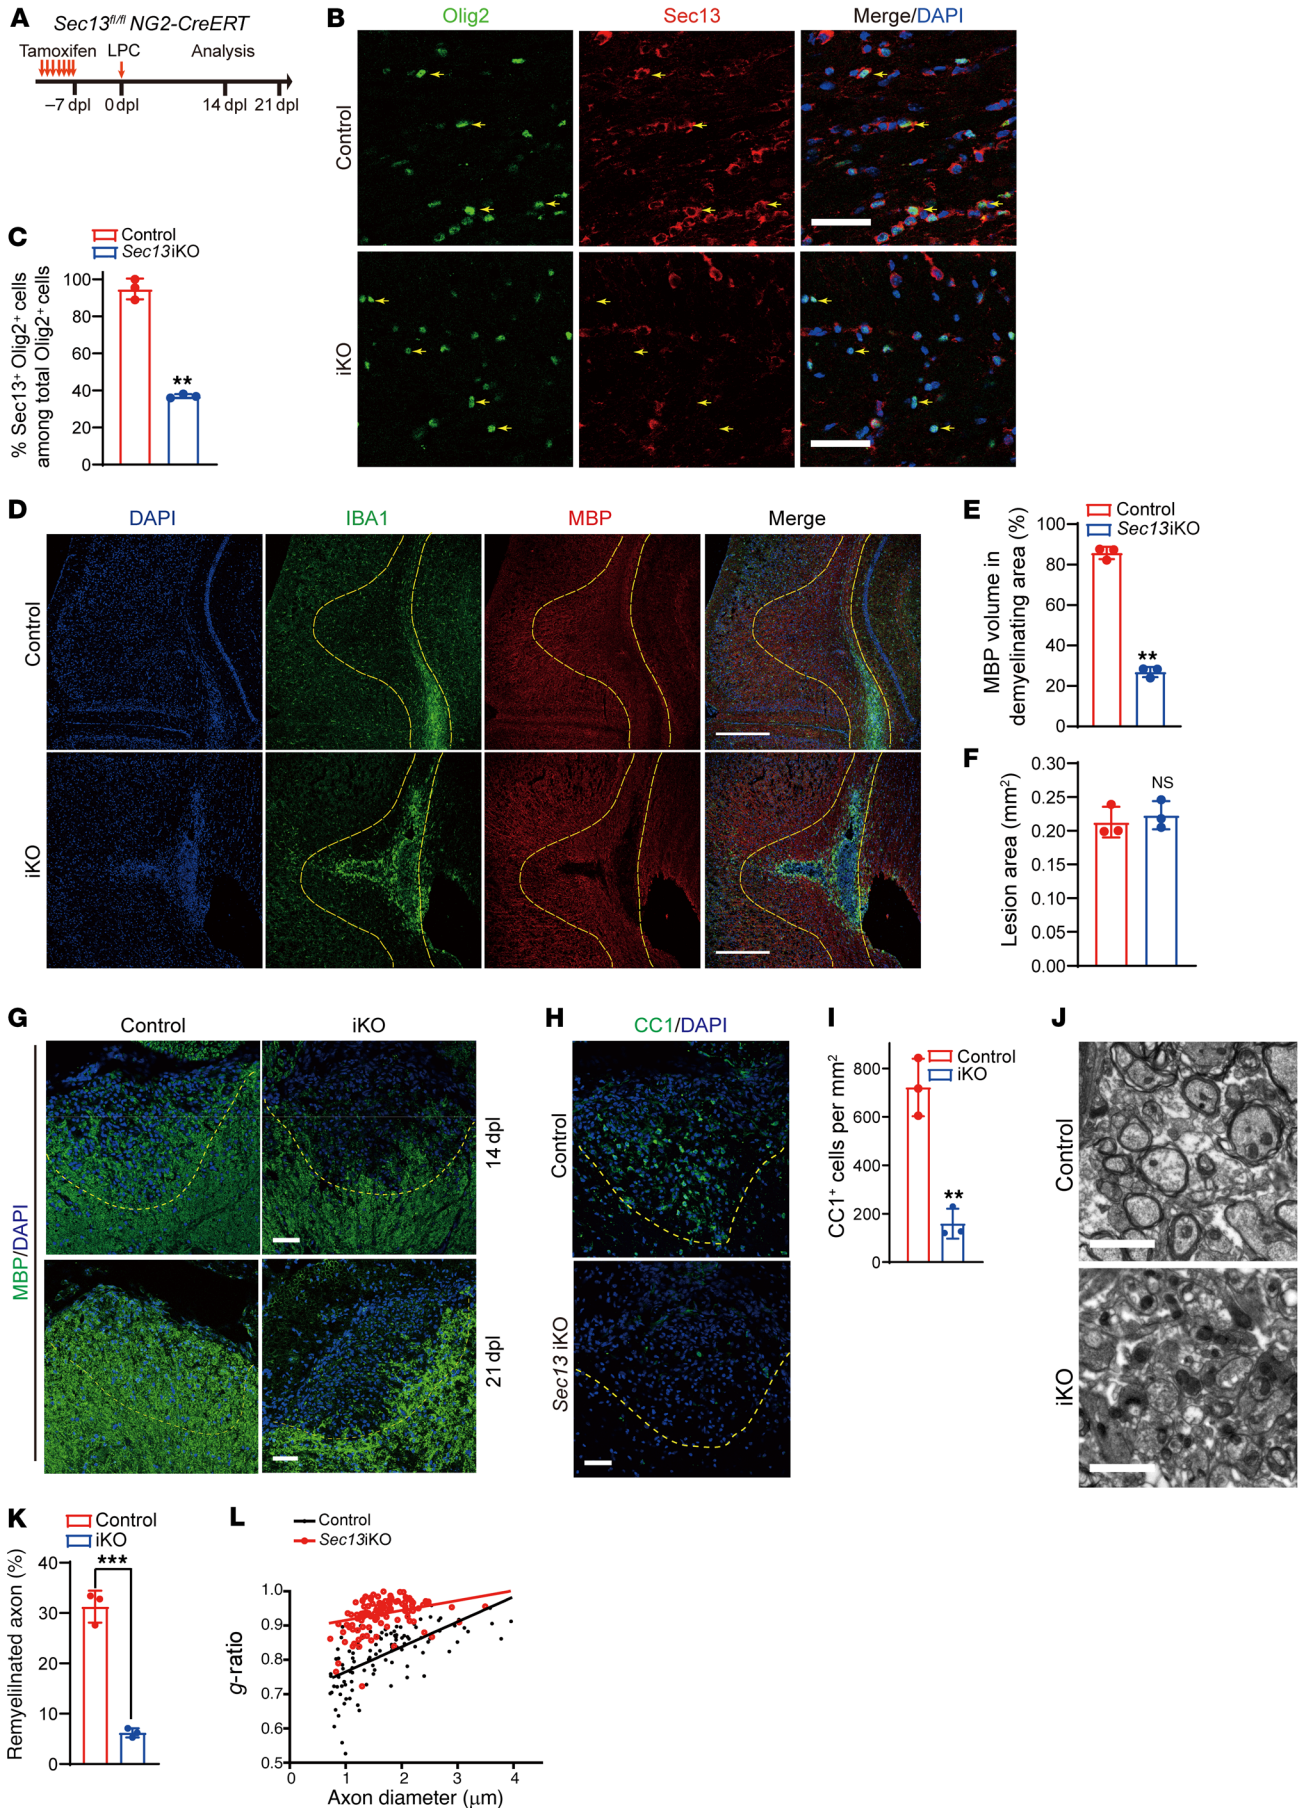 A
Sec13fl/fl NG2-CreERT
Tamoxifen LPC Analysis
–7 dpl 0 dpl 14 dpl 21 dpl
B
Olig2 Sec13 Merge/DAPI
Control
iKO
C
Control
Sec13iKO
% Sec13+ Olig2+ cells
among total Olig2+ cells
100
80
60
40
20
0
**
D
DAPI IBA1 MBP Merge
Control
iKO
E
Control
Sec13iKO
MBP volume in
demyelinating area (%)
100
80
60
40
20
0
**
F
Lesion area (mm2)
0.30
0.25
0.20
0.15
0.10
0.05
0.00
NS
G
Control iKO
MBP/DAPI
14 dpl
21 dpl
H
CC1/DAPI
Control
Sec13 iKO
I
Control
iKO
CC1+ cells per mm2
800
600
400
200
0
**
J
Control
iKO
K
Control
iKO
Remyelilnated axon (%)
40
30
20
10
0
***
L
Control
Sec13iKO
g-ratio
1.0
0.9
0.8
0.7
0.6
0.5
0 1 2 3 4
Axon diameter (μm)